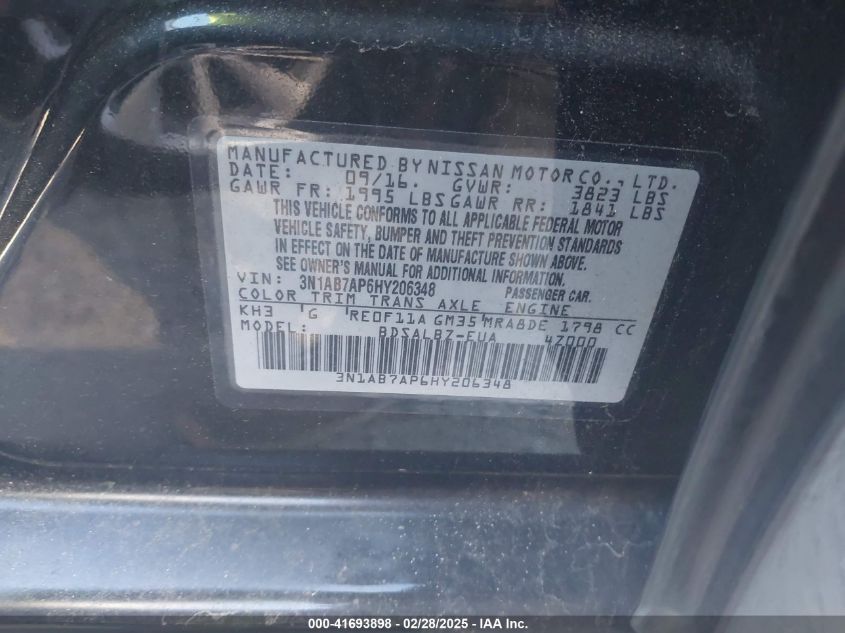 MANUFACTURED BY NISSAN MOTOR CO., LTD.
DATE: 09/16. GVWR: 3823 LBS
GAWR FR: 1995 LBS GAWR RR: 1841 LBS
THIS VEHICLE CONFORMS TO ALL APPLICABLE FEDERAL MOTOR
VEHICLE SAFETY, BUMPER AND THEFT PREVENTION STANDARDS
IN EFFECT ON THE DATE OF MANUFACTURE SHOWN ABOVE.
SEE OWNER'S MANUAL FOR ADDITIONAL INFORMATION.
VIN: 3N1AB7AP6HY206348 PASSENGER CAR.
COLOR TRIM TRANS AXLE ENGINE
KH3 G RE0F11A GM35 MRA8DE 1798 CC
MODEL: BDSALBZ-EUA 47000
3N1AB7AP6HY206348
000-41693898 - 02/28/2025 - IAA Inc.